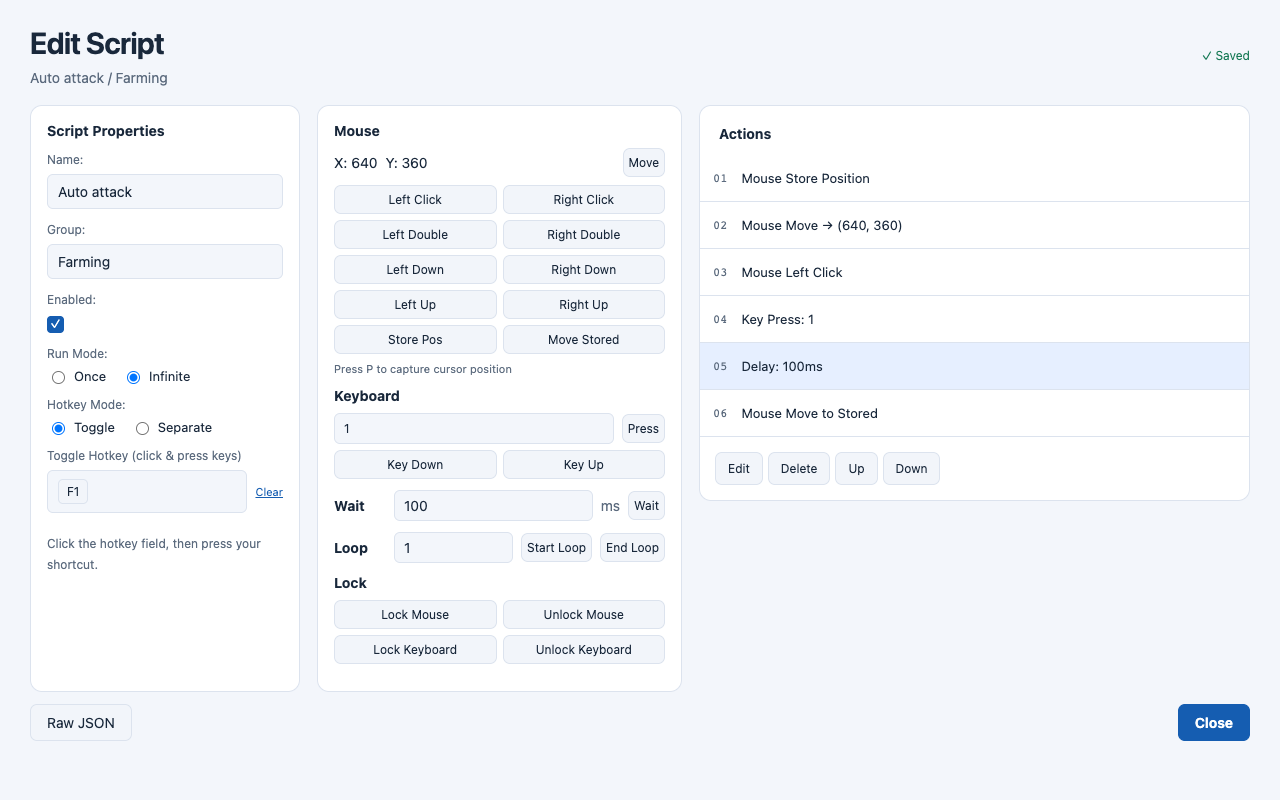 Edit Script
✓ Saved
Auto attack / Farming
Script Properties
Name:
Auto attack
Group:
Farming
Enabled:
Run Mode:
Once Infinite
Hotkey Mode:
Toggle Separate
Toggle Hotkey (click & press keys)
F1 Clear
Click the hotkey field, then press your
shortcut.
Mouse
X: 640 Y: 360 Move
Left Click Right Click
Left Double Right Double
Left Down Right Down
Left Up Right Up
Store Pos Move Stored
Press P to capture cursor position
Keyboard
1 Press
Key Down Key Up
Wait 100 ms Wait
Loop 1 Start Loop End Loop
Lock
Lock Mouse Unlock Mouse
Lock Keyboard Unlock Keyboard
Actions
01 Mouse Store Position
02 Mouse Move → (640, 360)
03 Mouse Left Click
04 Key Press: 1
05 Delay: 100ms
06 Mouse Move to Stored
Edit Delete Up Down
Raw JSON Close